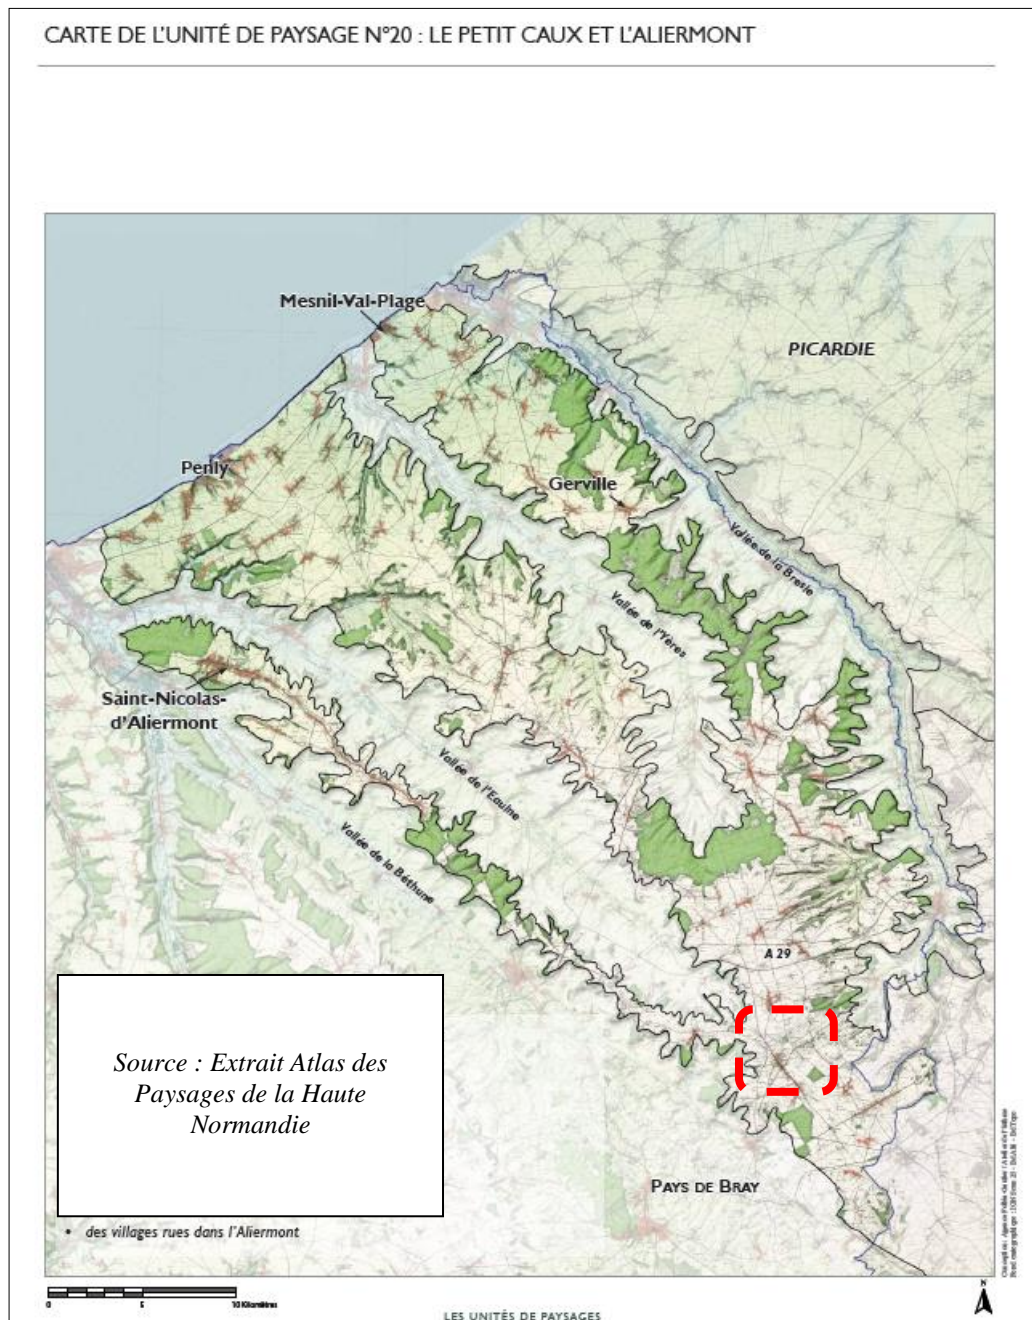 CARTE DE L'UNITÉ DE PAYSAGE N°20 : LE PETIT CAUX ET L'ALIERMONT
Mesnil-Val-Plage
PICARDIE
Penly
Gerville
Vallée de la Bresle
Vallée de l'Yères
Saint-Nicolas-
d'Aliermont
Vallée de l'Eaulne
Vallée de la Béthune
A 29
Source : Extrait Atlas des
Paysages de la Haute
Normandie
PAYS DE BRAY
• des villages rues dans l'Aliermont
0 5 10 Kilomètres
N
LES UNITÉS DE PAYSAGES